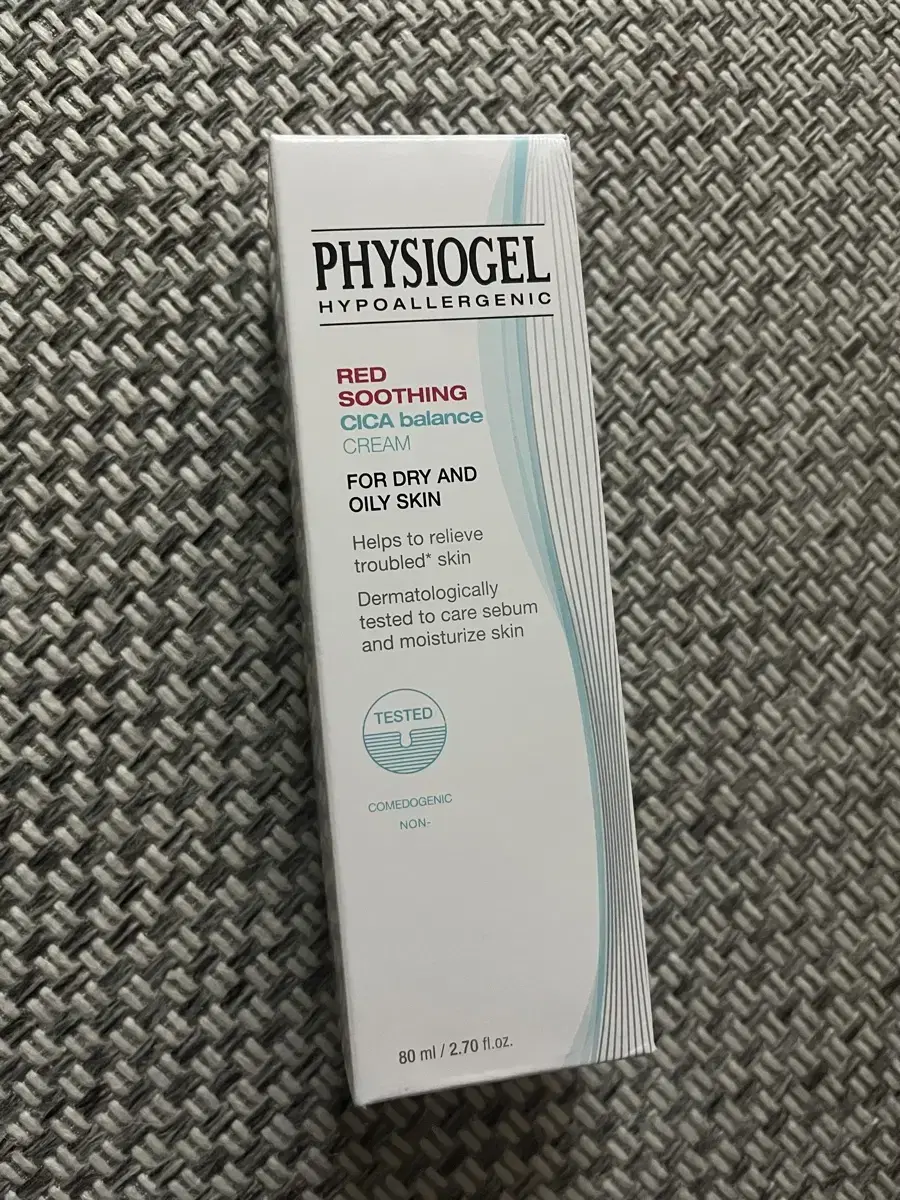 PHYSIOGEL
HYPOALLERGENIC
RED
SOOTHING
CICA balance
CREAM
FOR DRY AND
OILY SKIN
Helps to relieve
troubled* skin
Dermatologically
tested to care sebum
and moisturize skin
TESTED
COMEDOGENIC
NON-
80 ml / 2.70 fl.oz.